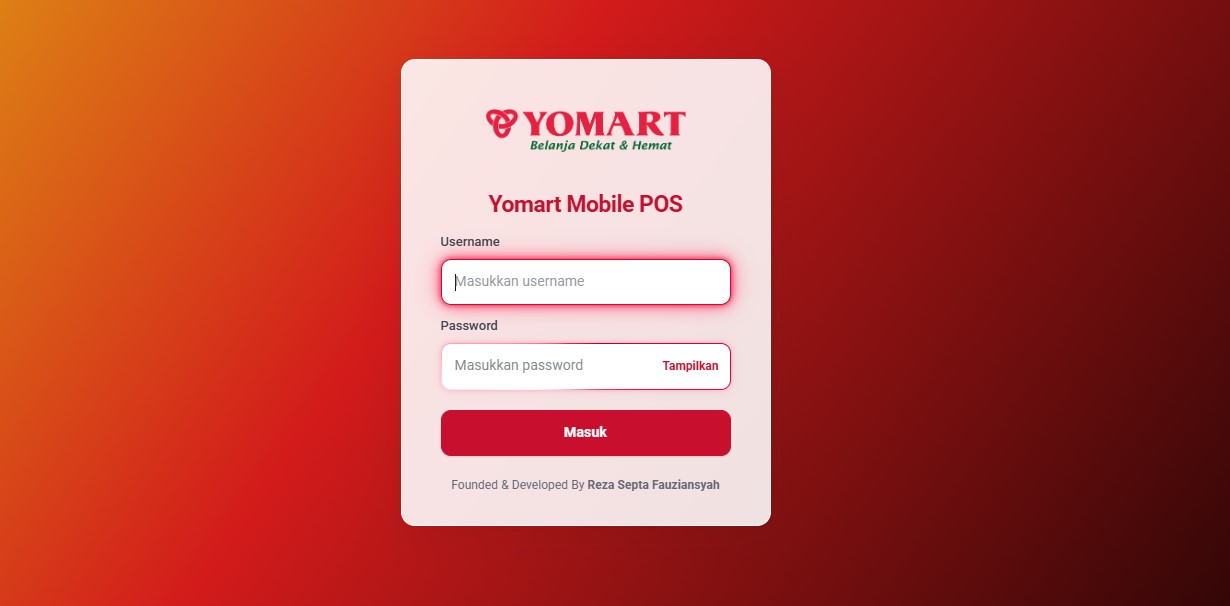 YOMART
Belanja Dekat & Hemat
Yomart Mobile POS
Username
Masukkan username
Password
Masukkan password Tampilkan
Masuk
Founded & Developed By Reza Septa Fauziansyah